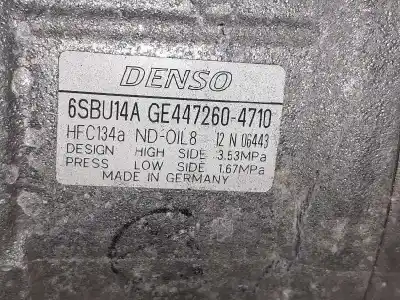 DENSO
6SBU14A GE447260-4710
HFC134a ND-OIL8 12 N 06443
DESIGN HIGH SIDE 3.53MPa
PRESS LOW SIDE 1.67MPa
MADE IN GERMANY